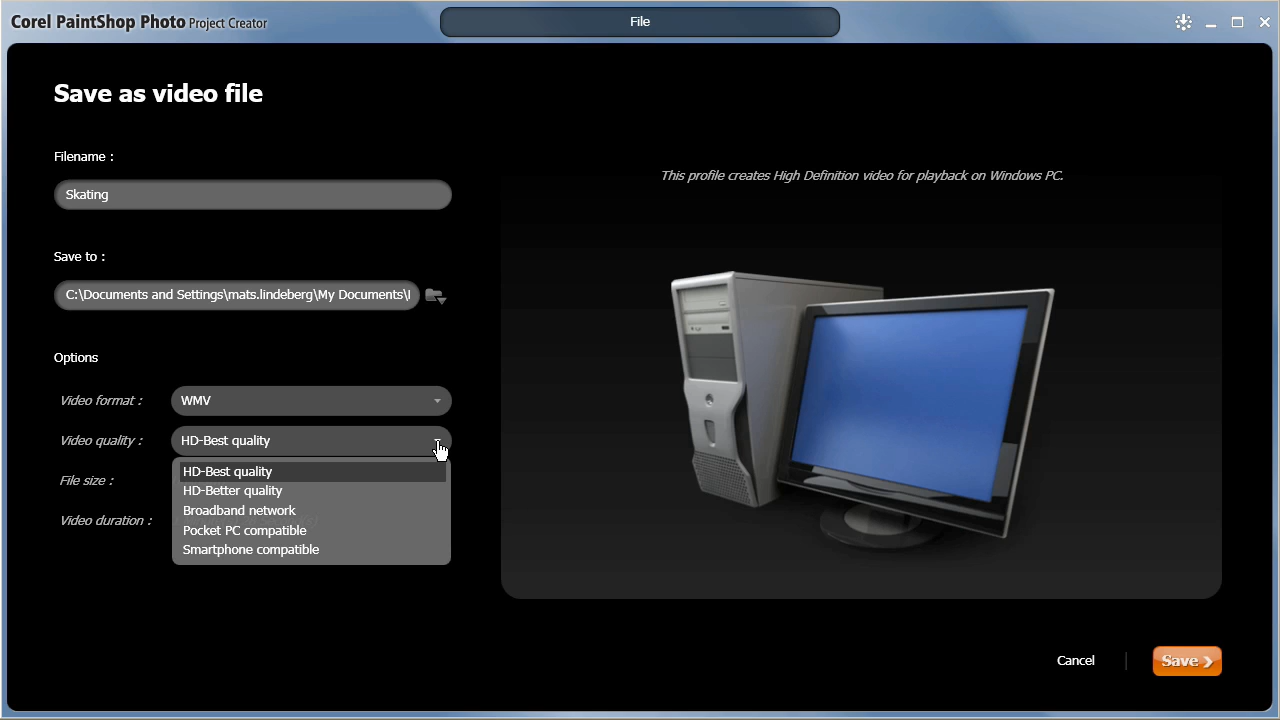 Corel PaintShop Photo Project Creator
File
Save as video file
Filename :
Skating
This profile creates High Definition video for playback on Windows PC.
Save to :
C:\Documents and Settings\mats.lindeberg\My Documents\
Options
Video format :
WMV
Video quality :
HD-Best quality
HD-Best quality
File size :
HD-Better quality
Broadband network
Video duration :
Pocket PC compatible
Smartphone compatible
Cancel
Save